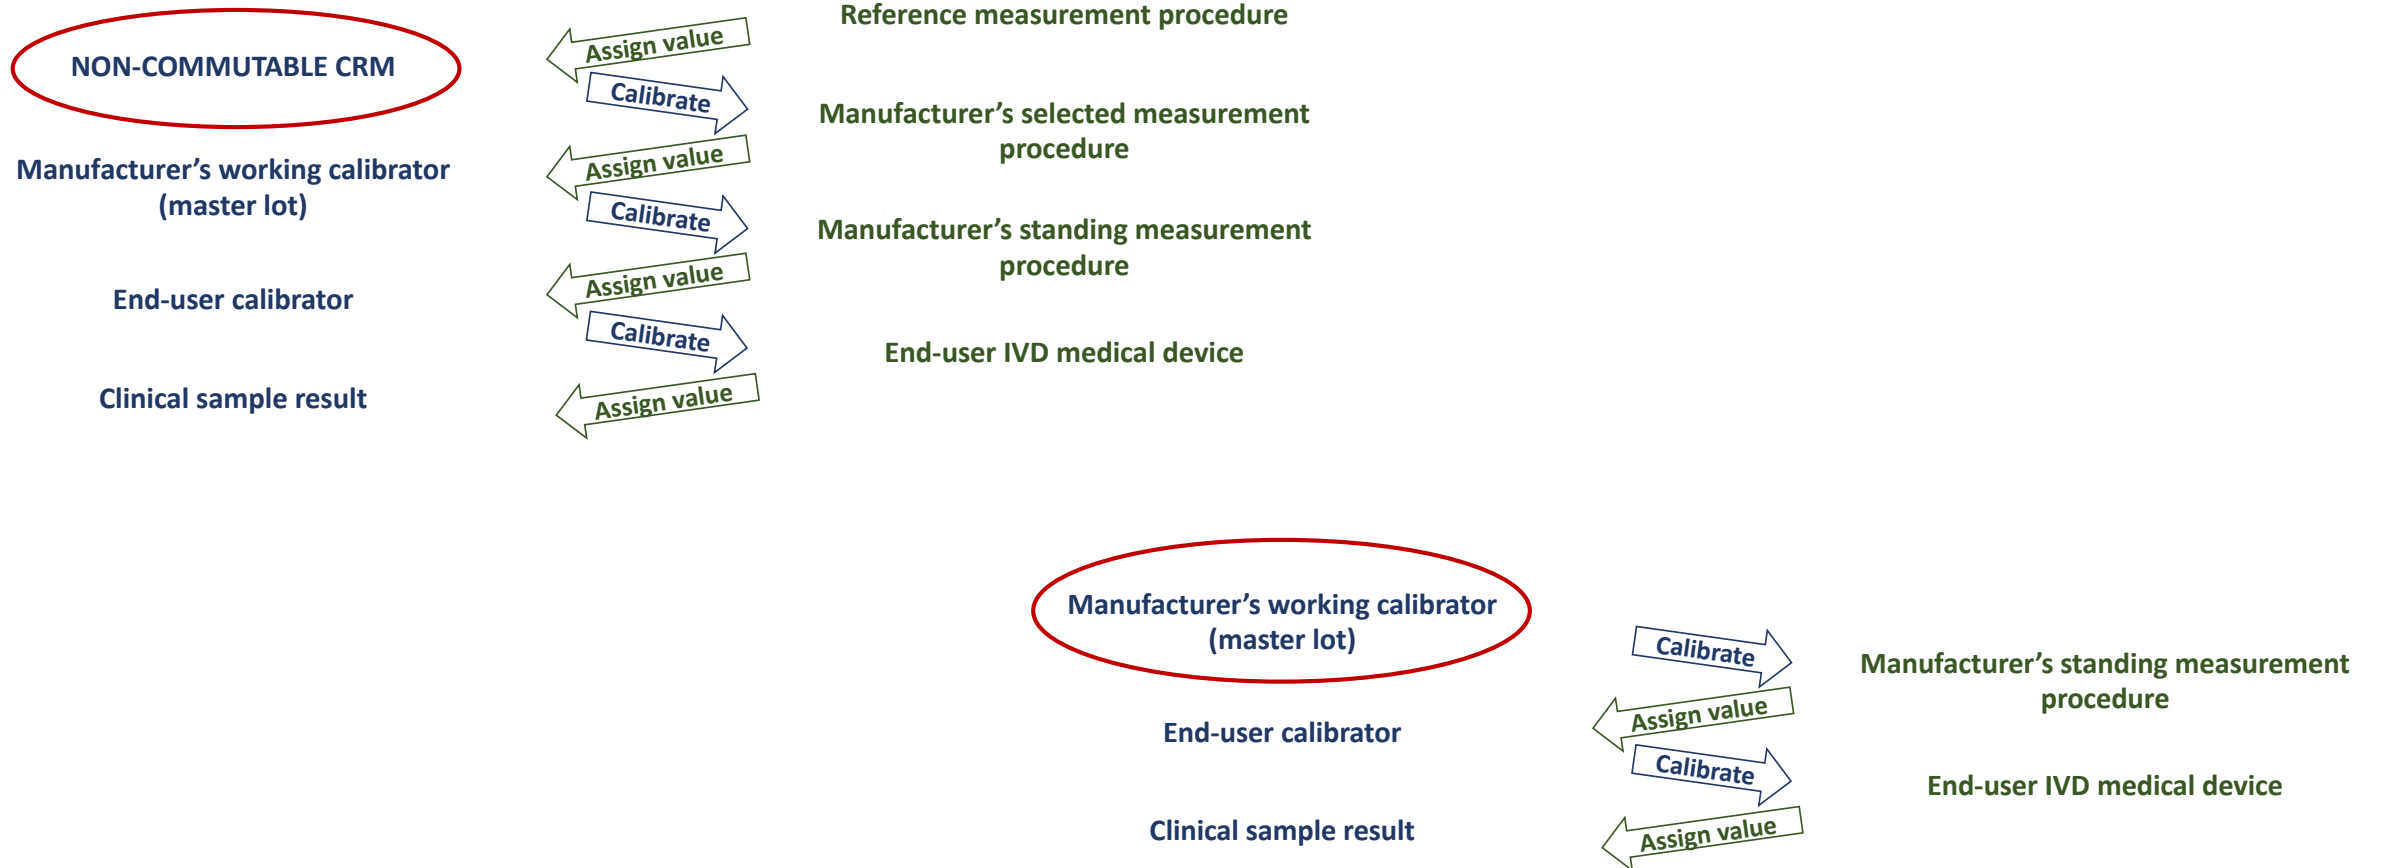 Reference measurement procedure
Assign value
NON-COMMUTABLE CRM
Calibrate
Manufacturer’s selected measurement
procedure
Assign value
Manufacturer’s working calibrator
(master lot)
Calibrate
Manufacturer’s standing measurement
procedure
Assign value
End-user calibrator
Calibrate
End-user IVD medical device
Assign value
Clinical sample result
Manufacturer’s working calibrator
(master lot)
Calibrate
Manufacturer’s standing measurement
procedure
Assign value
End-user calibrator
Calibrate
End-user IVD medical device
Assign value
Clinical sample result